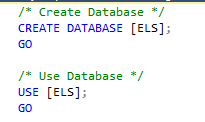 /* Create Database */
CREATE DATABASE [ELS];
GO
/* Use Database */
USE [ELS];
GO